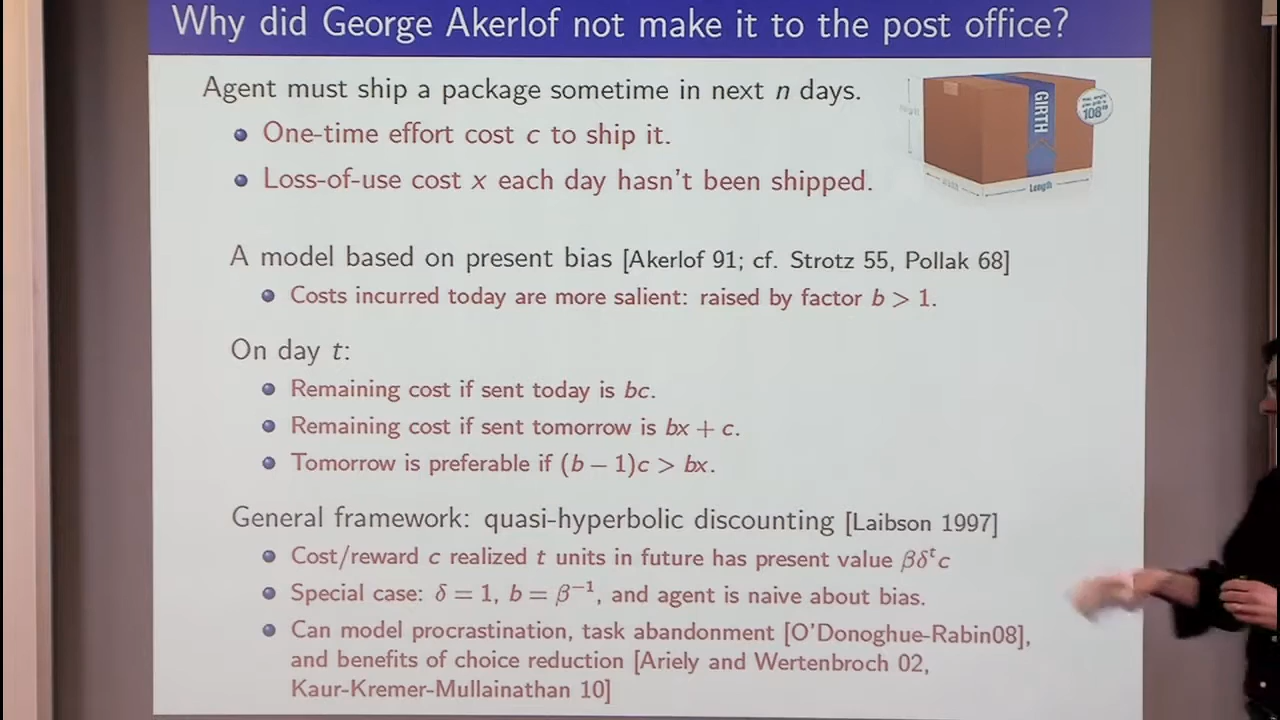 Why did George Akerlof not make it to the post office?
Agent must ship a package sometime in next n days.
One-time effort cost c to ship it.
Loss-of-use cost x each day hasn't been shipped.
GIRTH
108"
Length
A model based on present bias [Akerlof 91; cf. Strotz 55, Pollak 68]
Costs incurred today are more salient: raised by factor b > 1.
On day t:
Remaining cost if sent today is bc.
Remaining cost if sent tomorrow is bx + c.
Tomorrow is preferable if (b − 1)c > bx.
General framework: quasi-hyperbolic discounting [Laibson 1997]
Cost/reward c realized t units in future has present value βδᵗc
Special case: δ = 1, b = β⁻¹, and agent is naive about bias.
Can model procrastination, task abandonment [O'Donoghue-Rabin08],
and benefits of choice reduction [Ariely and Wertenbroch 02,
Kaur-Kremer-Mullainathan 10]